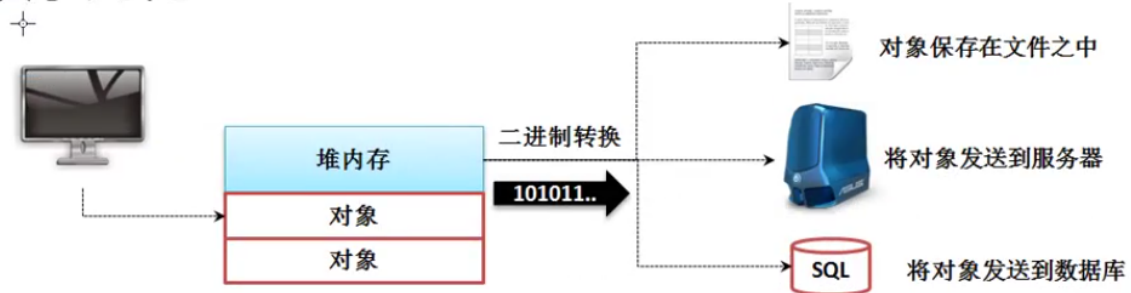 对象保存在文件之中
二进制转换
堆内存
101011..
将对象发送到服务器
ASUS
对象
对象
SQL
将对象发送到数据库